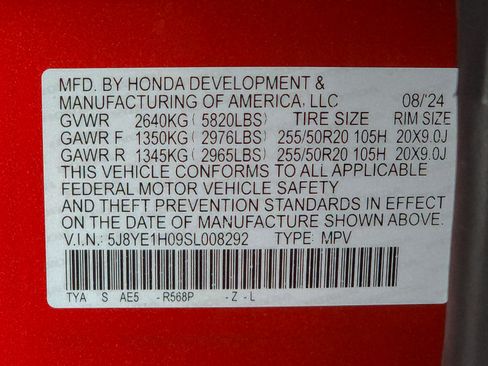 MFD. BY HONDA DEVELOPMENT &
MANUFACTURING OF AMERICA, LLC 08/'24
GVWR 2640KG ( 5820LBS) TIRE SIZE RIM SIZE
GAWR F 1350KG ( 2976LBS) 255/50R20 105H 20X9.0J
GAWR R 1345KG ( 2965LBS) 255/50R20 105H 20X9.0J
THIS VEHICLE CONFORMS TO ALL APPLICABLE
FEDERAL MOTOR VEHICLE SAFETY
AND THEFT PREVENTION STANDARDS IN EFFECT
ON THE DATE OF MANUFACTURE SHOWN ABOVE.
V.I.N.: 5J8YE1H09SL008292 TYPE: MPV
TYA S AE5 - R568P - Z - L